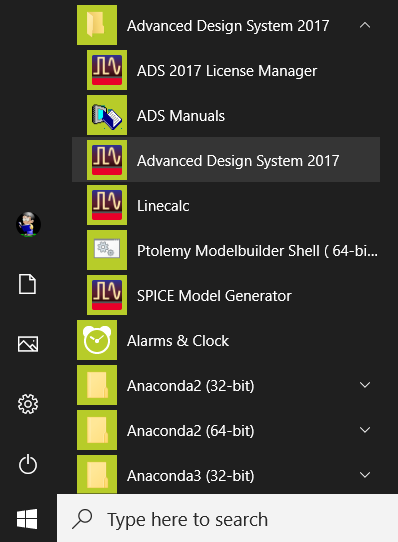 Advanced Design System 2017
ADS 2017 License Manager
ADS Manuals
Advanced Design System 2017
Linecalc
Ptolemy Modelbuilder Shell ( 64-bi...
SPICE Model Generator
Alarms & Clock
Anaconda2 (32-bit)
Anaconda2 (64-bit)
Anaconda3 (32-bit)
Type here to search